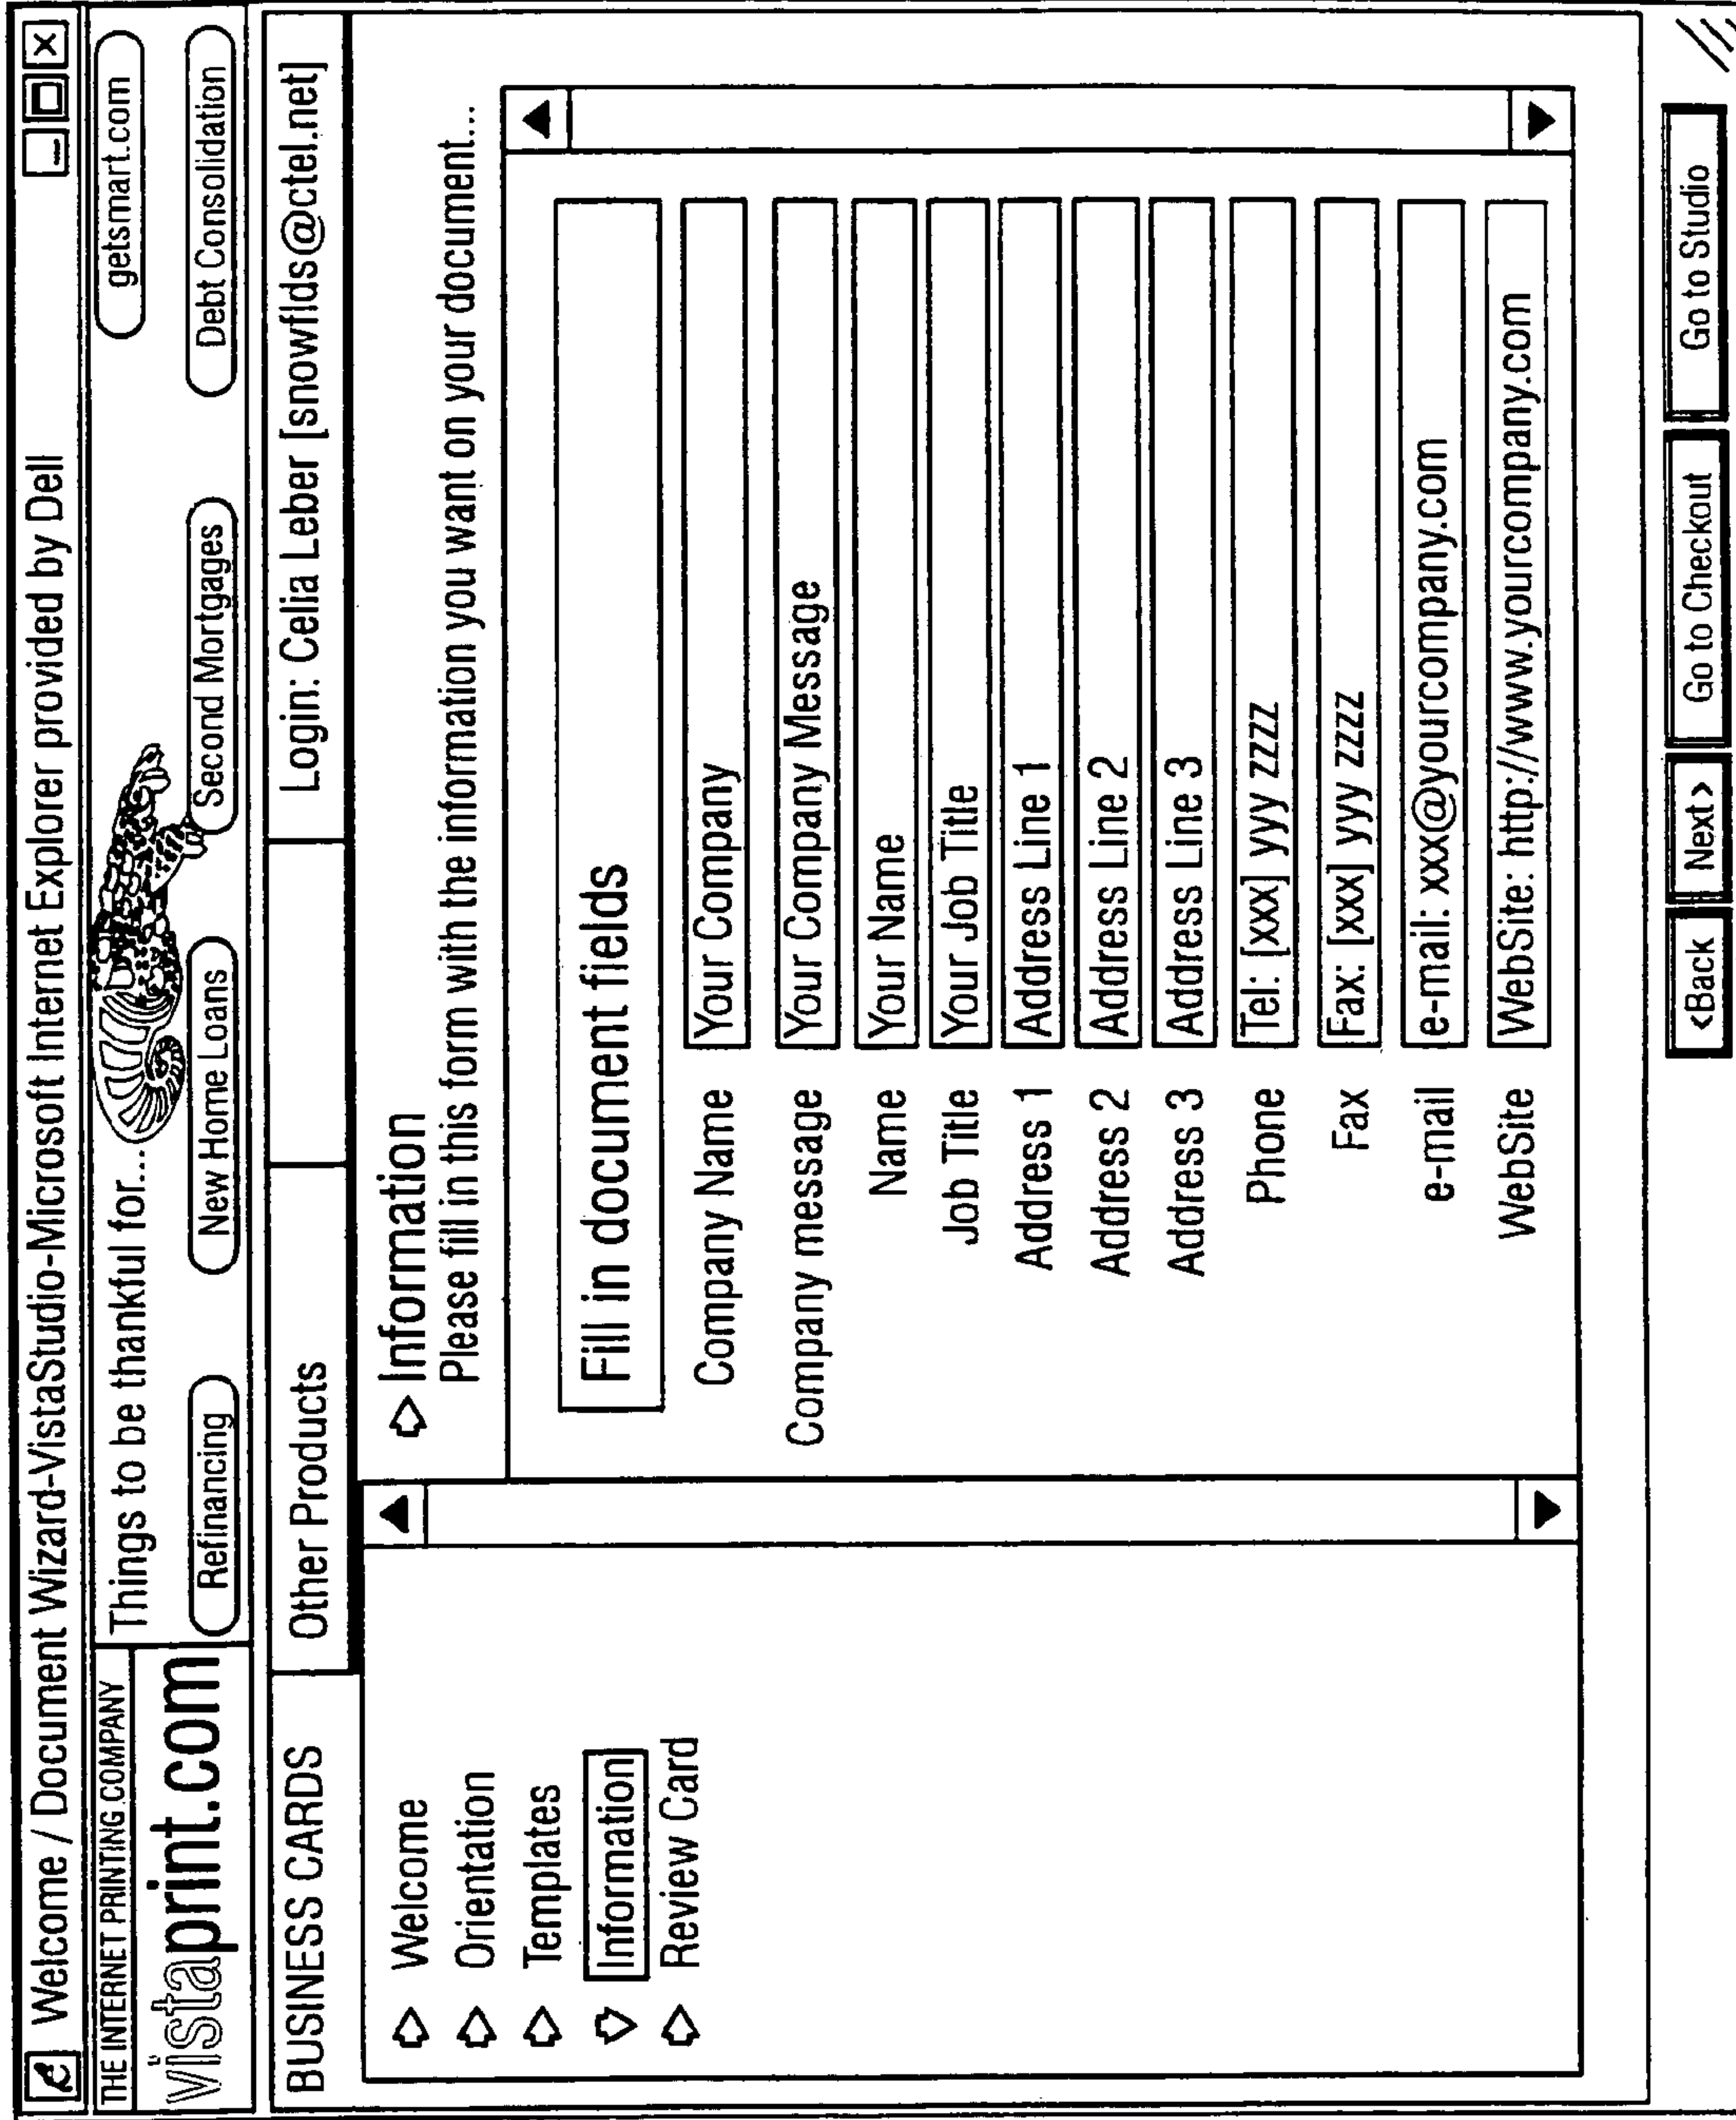 Welcome / Document Wizard-VistaStudio-Microsoft Internet Explorer provided by Dell
THE INTERNET PRINTING COMPANY
vistaprint.com
Things to be thankful for...
getsmart.com
Refinancing
New Home Loans
Second Mortgages
Debt Consolidation
BUSINESS CARDS
Other Products
Login: Celia Leber [snowflds@ctel.net]
Welcome
Orientation
Templates
Information
Review Card
Information
Please fill in this form with the information you want on your document...
Fill in document fields
Company Name Your Company
Company message Your Company Message
Name Your Name
Job Title Your Job Title
Address 1 Address Line 1
Address 2 Address Line 2
Address 3 Address Line 3
Phone Tel: [xxx] yyy zzzz
Fax Fax: [xxx] yyy zzzz
e-mail e-mail: xxx@yourcompany.com
WebSite WebSite: http://www.yourcompany.com
<Back Next> Go to Checkout Go to Studio